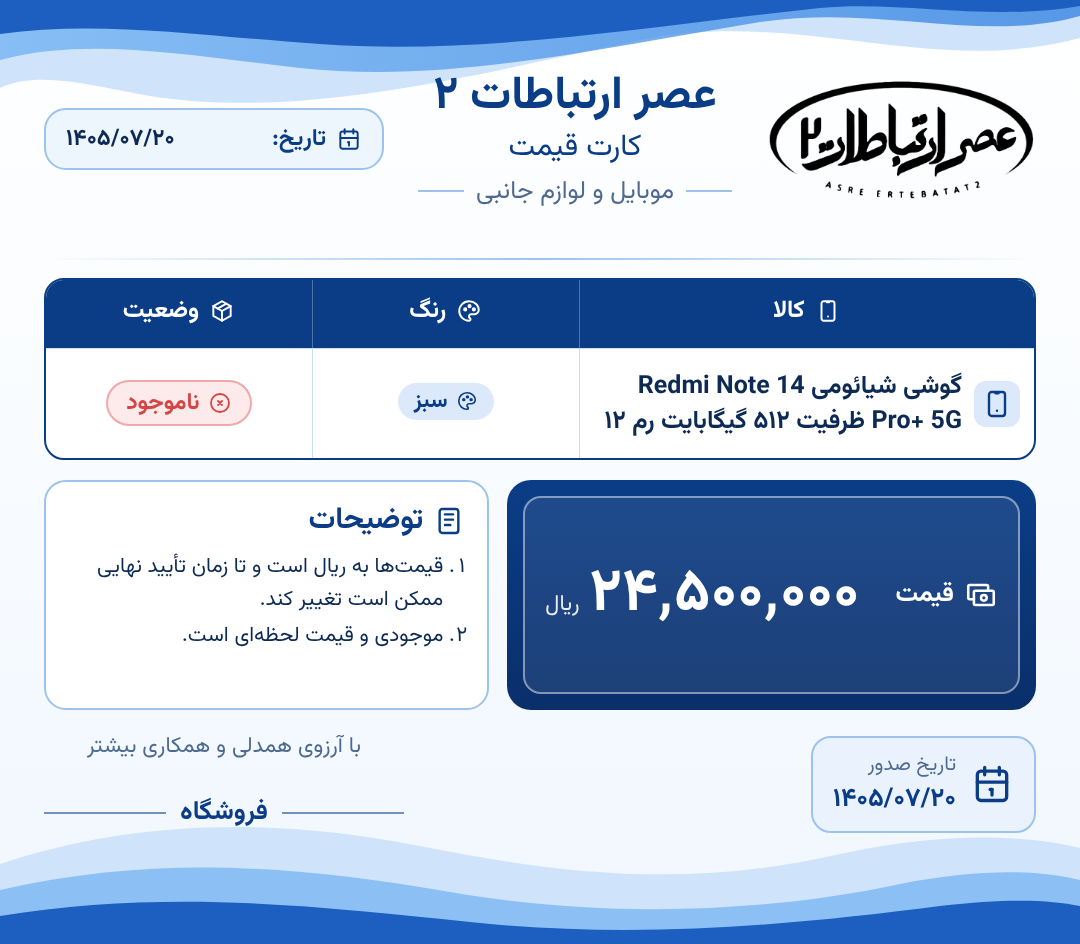 عصر ارتباطات ۲
ASRE ERTEBATAT2
عصر ارتباطات ۲
کارت قیمت
موبایل و لوازم جانبی
تاریخ: ۱۴۰۵/۰۷/۲۰
کالا رنگ وضعیت
گوشی شیائومی Redmi Note 14
Pro+ 5G ظرفیت ۵۱۲ گیگابایت رم ۱۲
سبز
ناموجود
قیمت ۲۴,۵۰۰,۰۰۰ ریال
توضیحات
۱. قیمت‌ها به ریال است و تا زمان تأیید نهایی
ممکن است تغییر کند.
۲. موجودی و قیمت لحظه‌ای است.
تاریخ صدور
۱۴۰۵/۰۷/۲۰
با آرزوی همدلی و همکاری بیشتر
فروشگاه